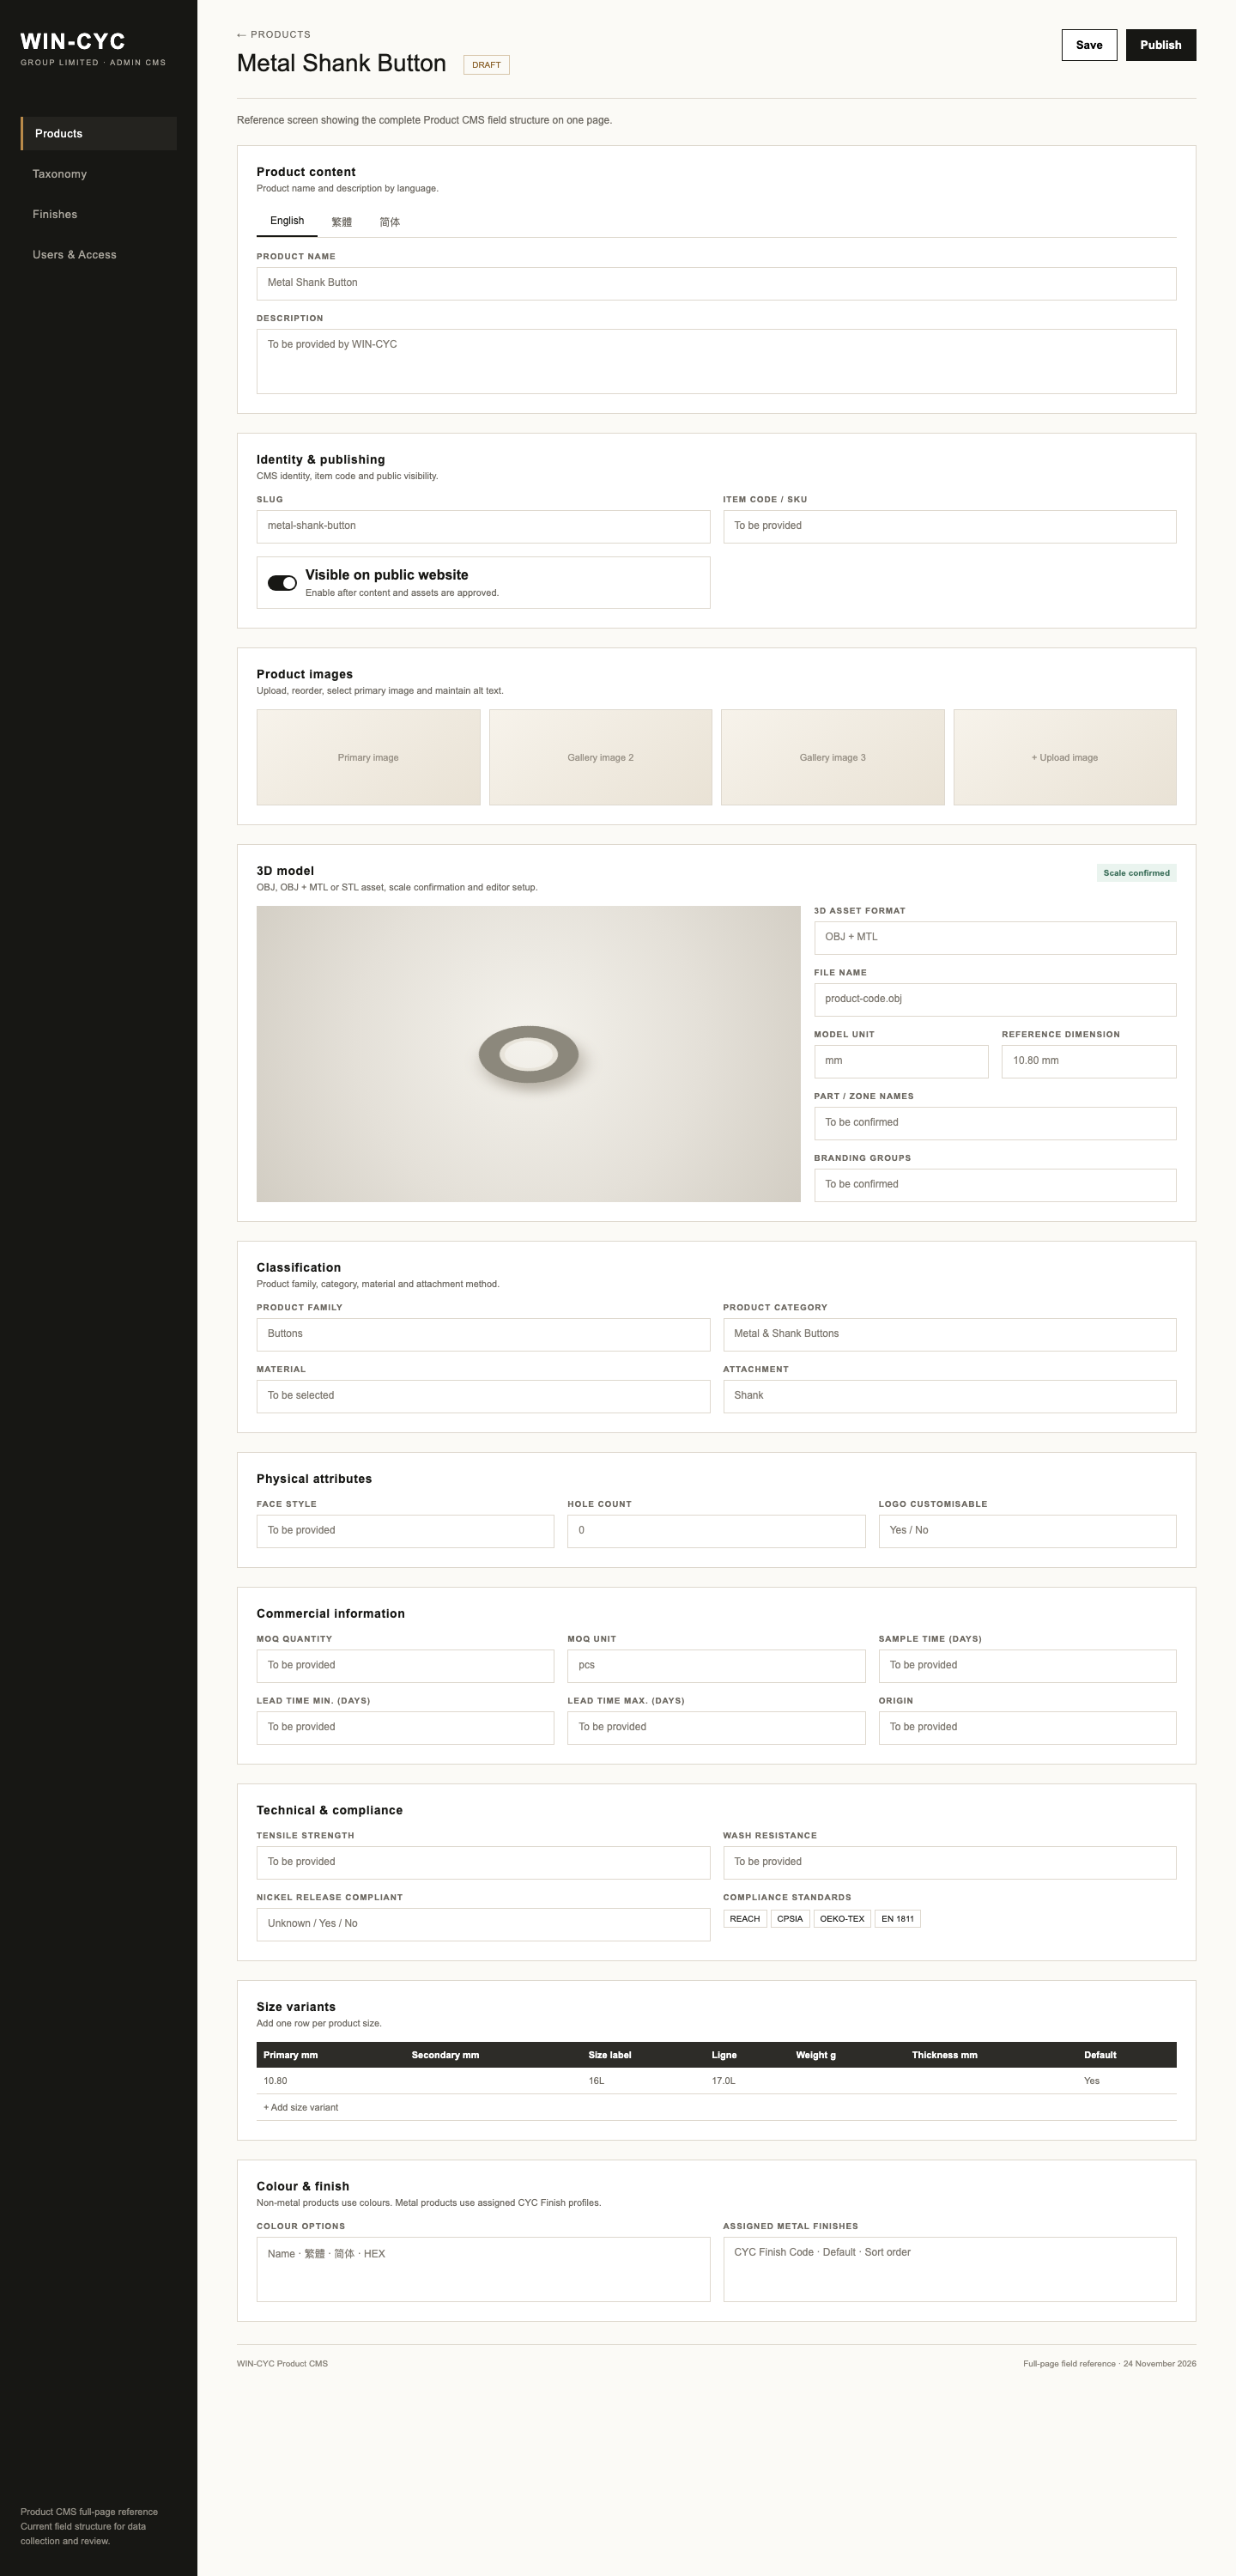 WIN-CYC
GROUP LIMITED · ADMIN CMS
Products
Taxonomy
Finishes
Users & Access
Product CMS full-page reference
Current field structure for data
collection and review.
← PRODUCTS
Metal Shank Button
DRAFT
Save
Publish
Reference screen showing the complete Product CMS field structure on one page.
Product content
Product name and description by language.
English
繁體
简体
PRODUCT NAME
Metal Shank Button
DESCRIPTION
To be provided by WIN-CYC
Identity & publishing
CMS identity, item code and public visibility.
SLUG
ITEM CODE / SKU
metal-shank-button
To be provided
Visible on public website
Enable after content and assets are approved.
Product images
Upload, reorder, select primary image and maintain alt text.
Primary image
Gallery image 2
Gallery image 3
+ Upload image
3D model
OBJ, OBJ + MTL or STL asset, scale confirmation and editor setup.
Scale confirmed
3D ASSET FORMAT
OBJ + MTL
FILE NAME
product-code.obj
MODEL UNIT
REFERENCE DIMENSION
mm
10.80 mm
PART / ZONE NAMES
To be confirmed
BRANDING GROUPS
To be confirmed
Classification
Product family, category, material and attachment method.
PRODUCT FAMILY
PRODUCT CATEGORY
Buttons
Metal & Shank Buttons
MATERIAL
ATTACHMENT
To be selected
Shank
Physical attributes
FACE STYLE
HOLE COUNT
LOGO CUSTOMISABLE
To be provided
0
Yes / No
Commercial information
MOQ QUANTITY
MOQ UNIT
SAMPLE TIME (DAYS)
To be provided
pcs
To be provided
LEAD TIME MIN. (DAYS)
LEAD TIME MAX. (DAYS)
ORIGIN
To be provided
To be provided
To be provided
Technical & compliance
TENSILE STRENGTH
WASH RESISTANCE
To be provided
To be provided
NICKEL RELEASE COMPLIANT
COMPLIANCE STANDARDS
Unknown / Yes / No
REACH
CPSIA
OEKO-TEX
EN 1811
Size variants
Add one row per product size.
Primary mm Secondary mm Size label Ligne Weight g Thickness mm Default
10.80 16L 17.0L Yes
+ Add size variant
Colour & finish
Non-metal products use colours. Metal products use assigned CYC Finish profiles.
COLOUR OPTIONS
ASSIGNED METAL FINISHES
Name · 繁體 · 简体 · HEX
CYC Finish Code · Default · Sort order
WIN-CYC Product CMS
Full-page field reference · 24 November 2026